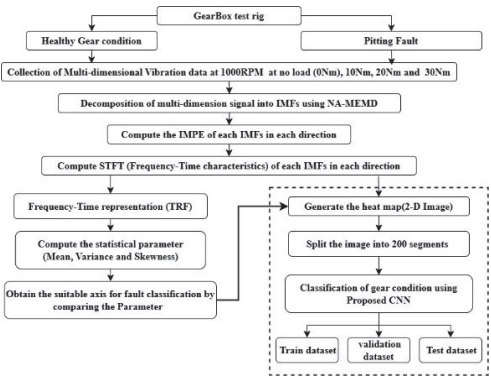 GearBox test rig
Healthy Gear condition
Pitting Fault
Collection of Multi-dimensional Vibration data at 1000RPM at no load (0Nm), 10Nm, 20Nm and 30Nm
Decomposition of multi-dimension signal into IMFs using NA-MEMD
Compute the IMPE of each IMFs in each direction
Compute STFT (Frequency-Time characteristics) of each IMFs in each direction
Frequency-Time representation (TRF)
Compute the statistical parameter
(Mean, Variance and Skewness)
Obtain the suitable axis for fault classification by
comparing the Parameter
Generate the heat map(2-D Image)
Split the image into 200 segments
Classification of gear condition using
Proposed CNN
Train dataset
validation
dataset
Test dataset